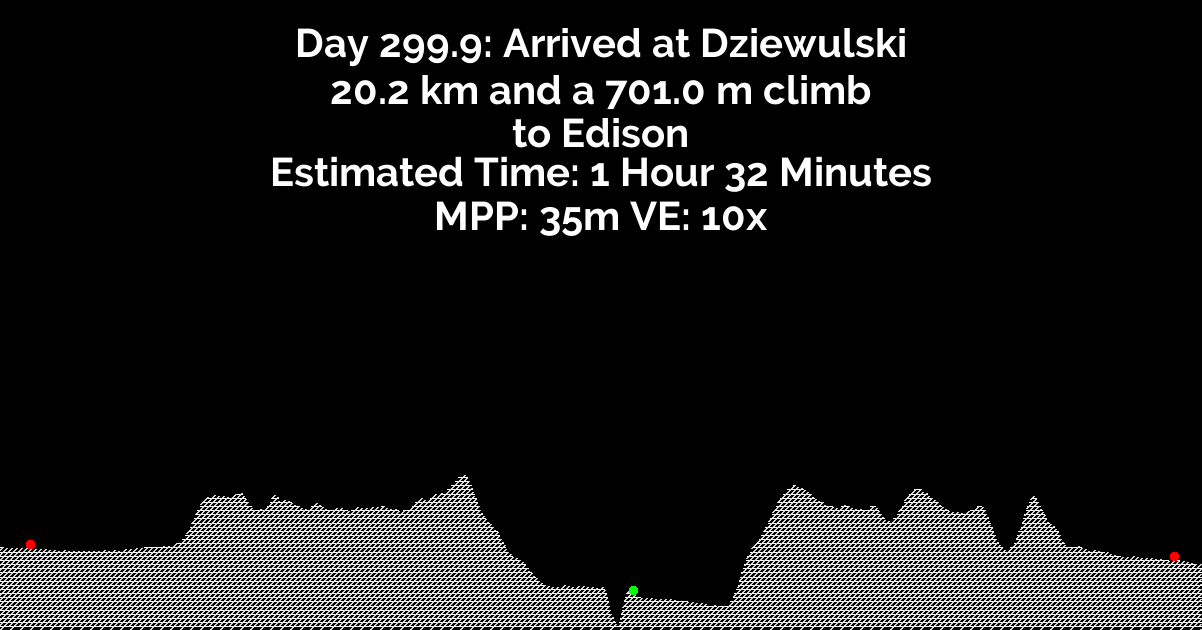 Day 299.9: Arrived at Dziewulski
20.2 km and a 701.0 m climb
to Edison
Estimated Time: 1 Hour 32 Minutes
MPP: 35m VE: 10x